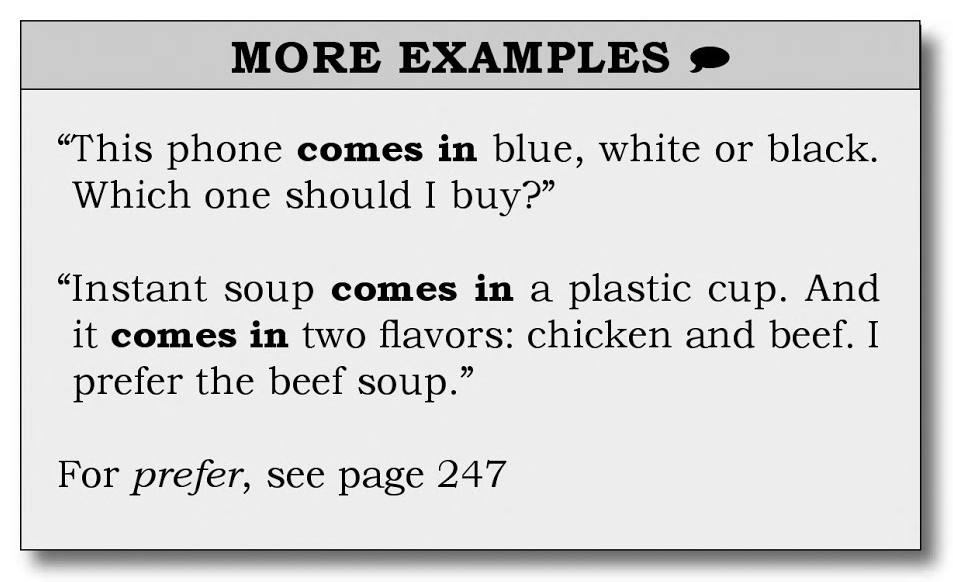 MORE EXAMPLES
“This phone comes in blue, white or black.
Which one should I buy?”
“Instant soup comes in a plastic cup. And
it comes in two flavors: chicken and beef. I
prefer the beef soup.”
For prefer, see page 247